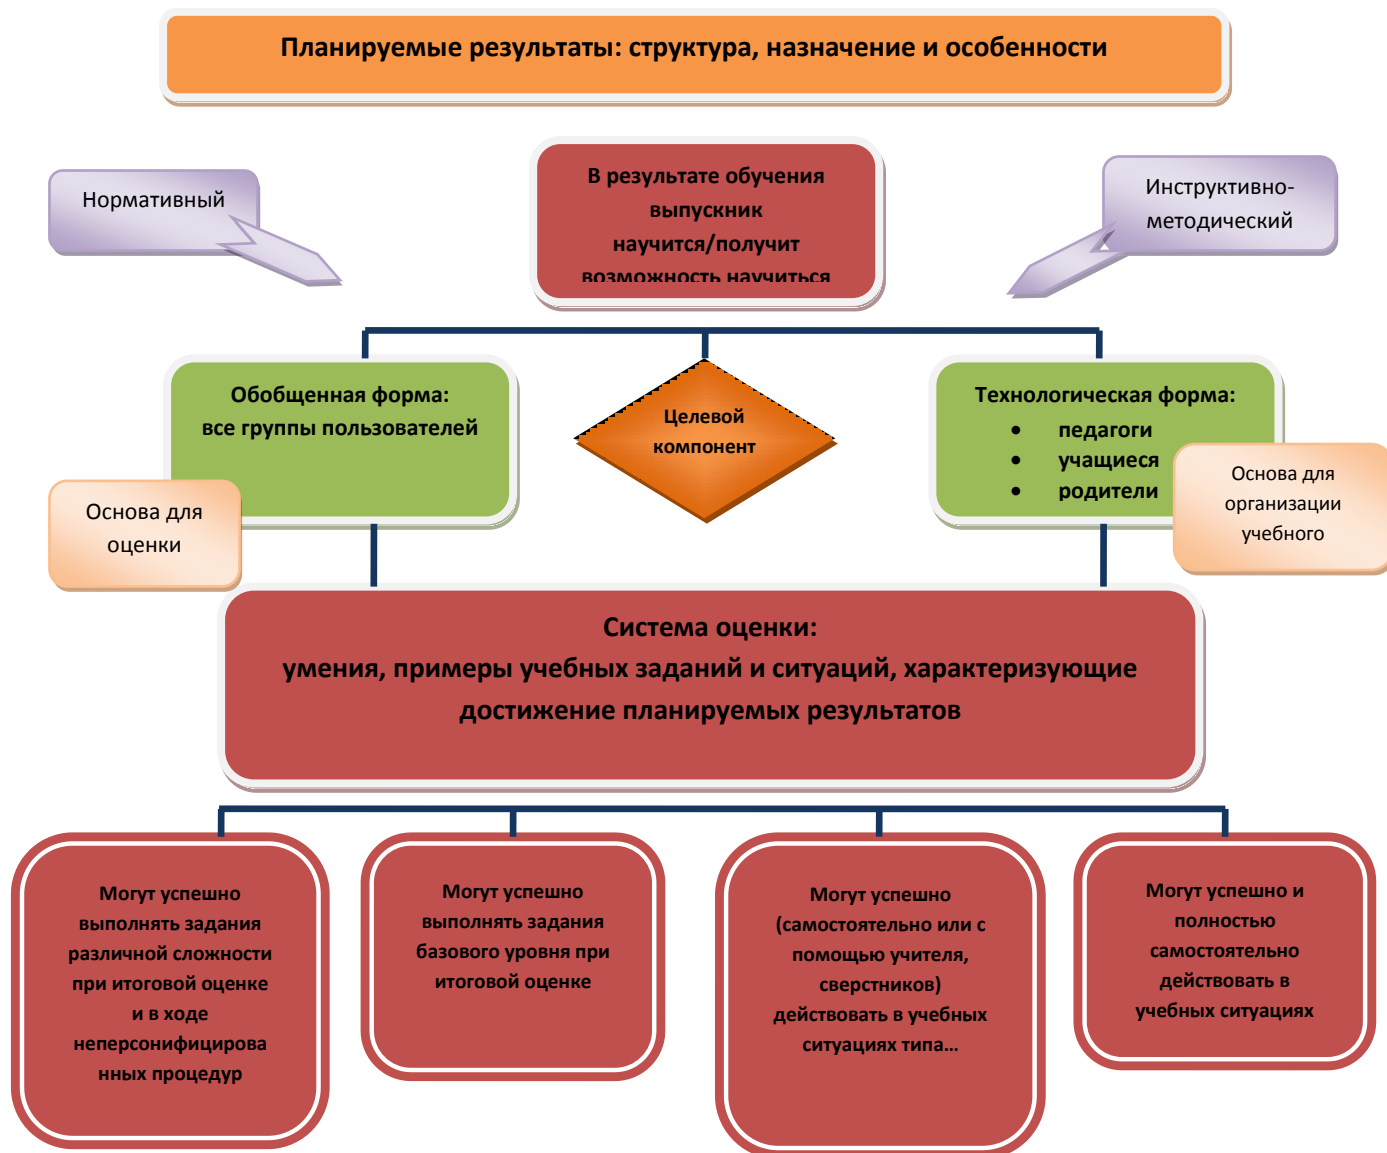 Планируемые результаты: структура, назначение и особенности
Нормативный
В результате обучения
выпускник
научится/получит
возможность научиться
Инструктивно-
методический
Обобщенная форма:
все группы пользователей
Целевой
компонент
Технологическая форма:
• педагоги
• учащиеся
• родители
Основа для
оценки
Основа для
организации
учебного
Система оценки:
умения, примеры учебных заданий и ситуаций, характеризующие
достижение планируемых результатов
Могут успешно
выполнять задания
различной сложности
при итоговой оценке
и в ходе
неперсонифицирова
нных процедур
Могут успешно
выполнять задания
базового уровня при
итоговой оценке
Могут успешно
(самостоятельно или с
помощью учителя,
сверстников)
действовать в учебных
ситуациях типа…
Могут успешно и
полностью
самостоятельно
действовать в
учебных ситуациях